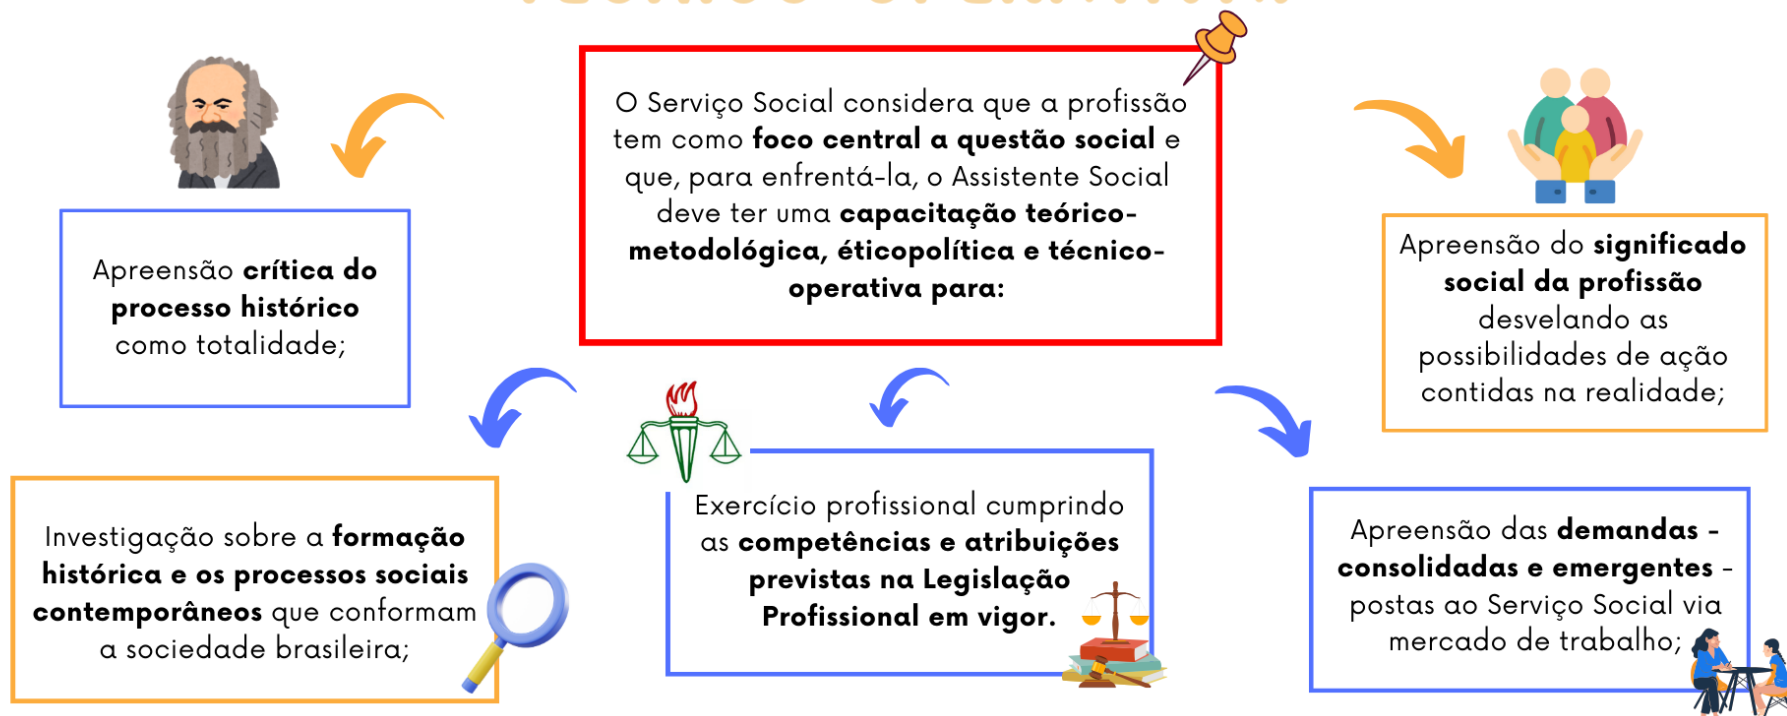 O Serviço Social considera que a profissão
tem como foco central a questão social e
que, para enfrentá-la, o Assistente Social
deve ter uma capacitação teórico-
metodológica, éticopolítica e técnico-
operativa para:
Apreensão crítica do
processo histórico
como totalidade;
Apreensão do significado
social da profissão
desvelando as
possibilidades de ação
contidas na realidade;
Investigação sobre a formação
histórica e os processos sociais
contemporâneos que conformam
a sociedade brasileira;
Exercício profissional cumprindo
as competências e atribuições
previstas na Legislação
Profissional em vigor.
Apreensão das demandas -
consolidadas e emergentes -
postas ao Serviço Social via
mercado de trabalho;